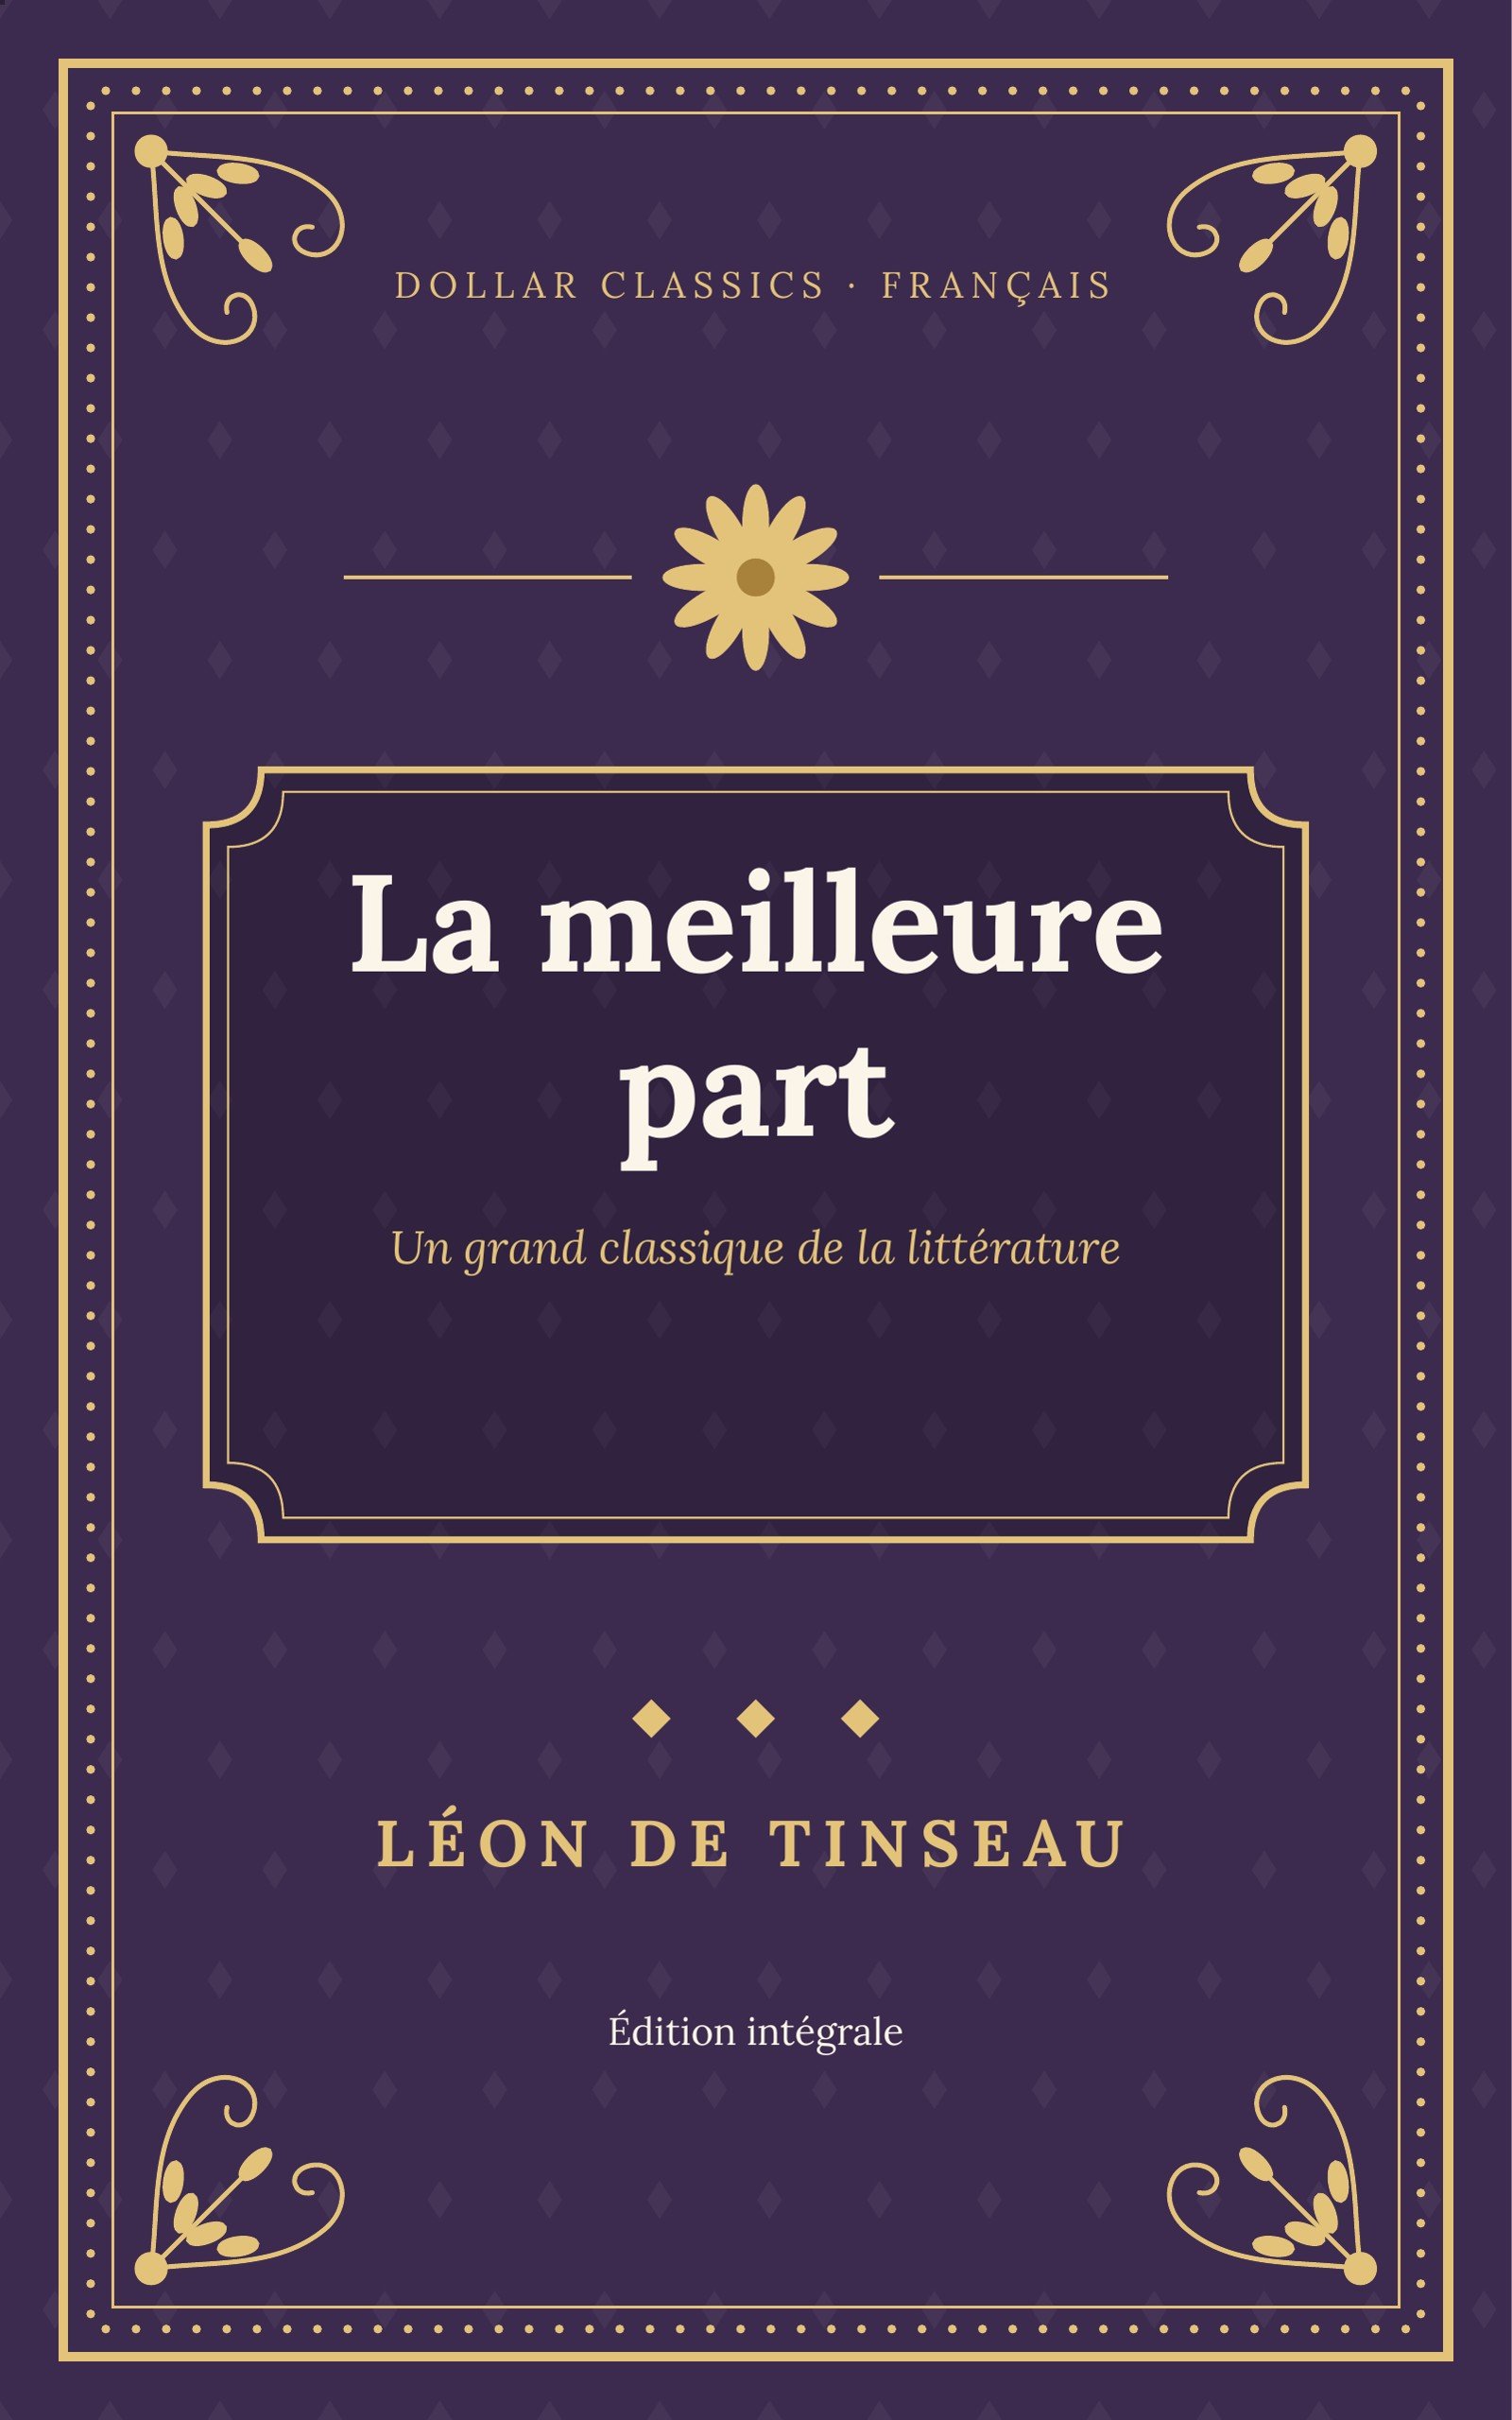 DOLLAR CLASSICS · FRANÇAIS
La meilleure
part
Un grand classique de la littérature
LÉON DE TINSEAU
Édition intégrale